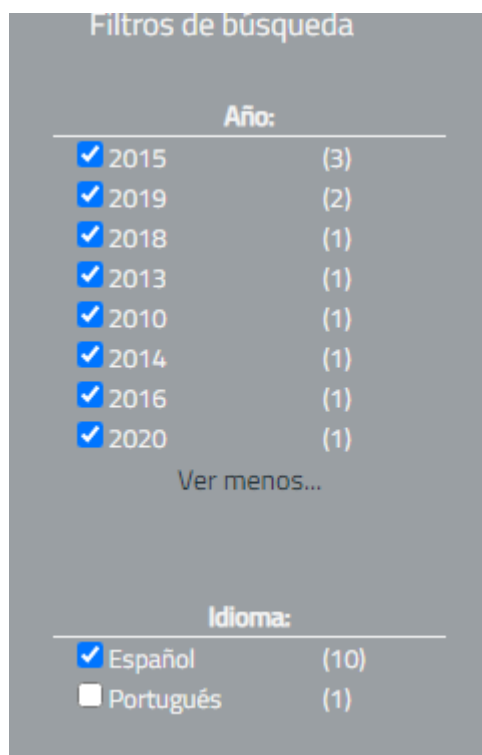 Filtros de búsqueda
Año:
2015 (3)
2019 (2)
2018 (1)
2013 (1)
2010 (1)
2014 (1)
2016 (1)
2020 (1)
Ver menos...
Idioma:
Español (10)
Portugués (1)